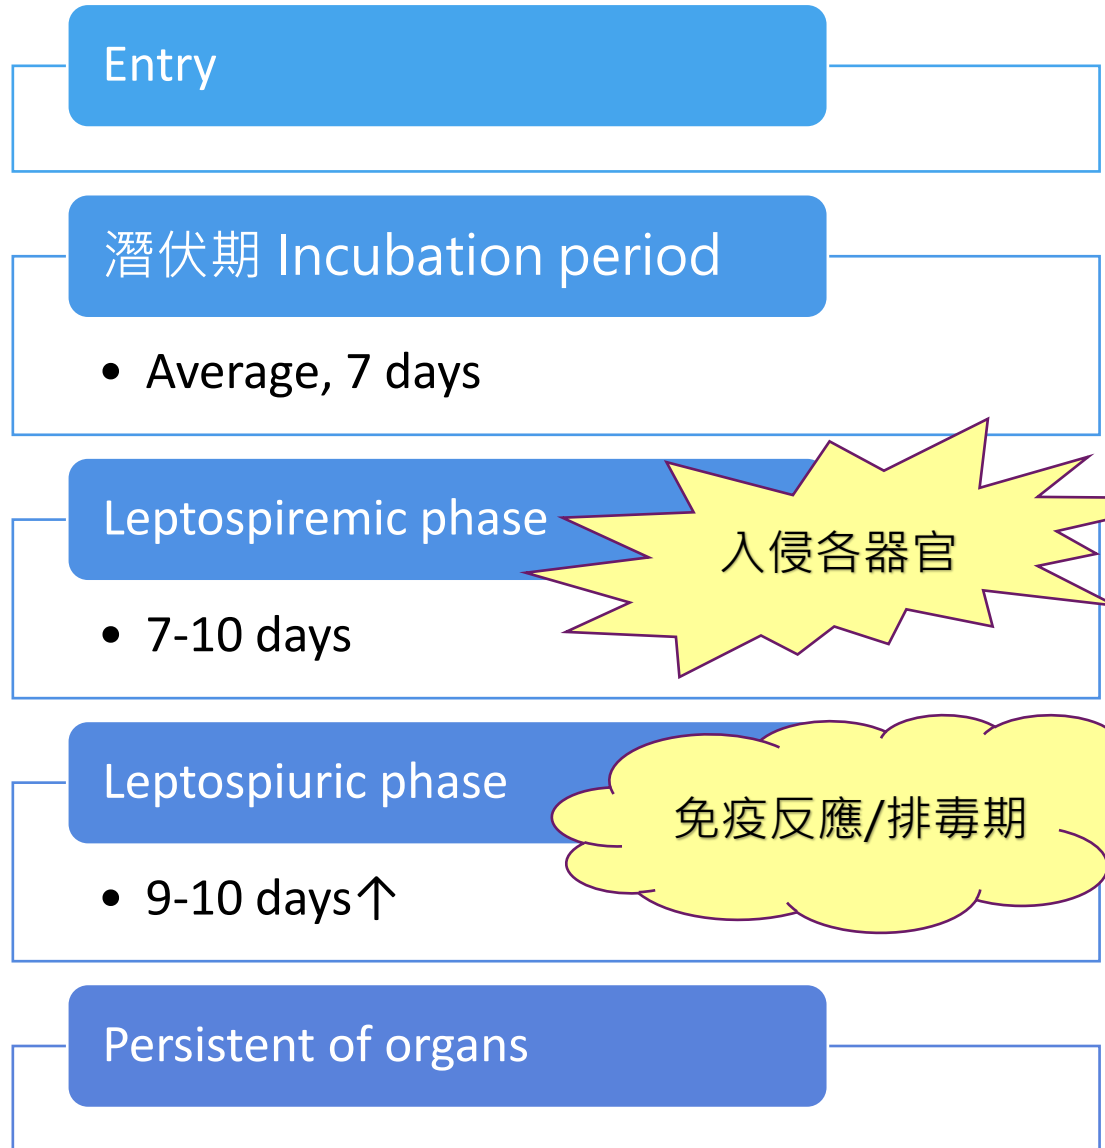 Entry
潛伏期 Incubation period
• Average, 7 days
Leptospiremic phase
入侵各器官
• 7-10 days
Leptospiuric phase
免疫反應/排毒期
• 9-10 days↑
Persistent of organs